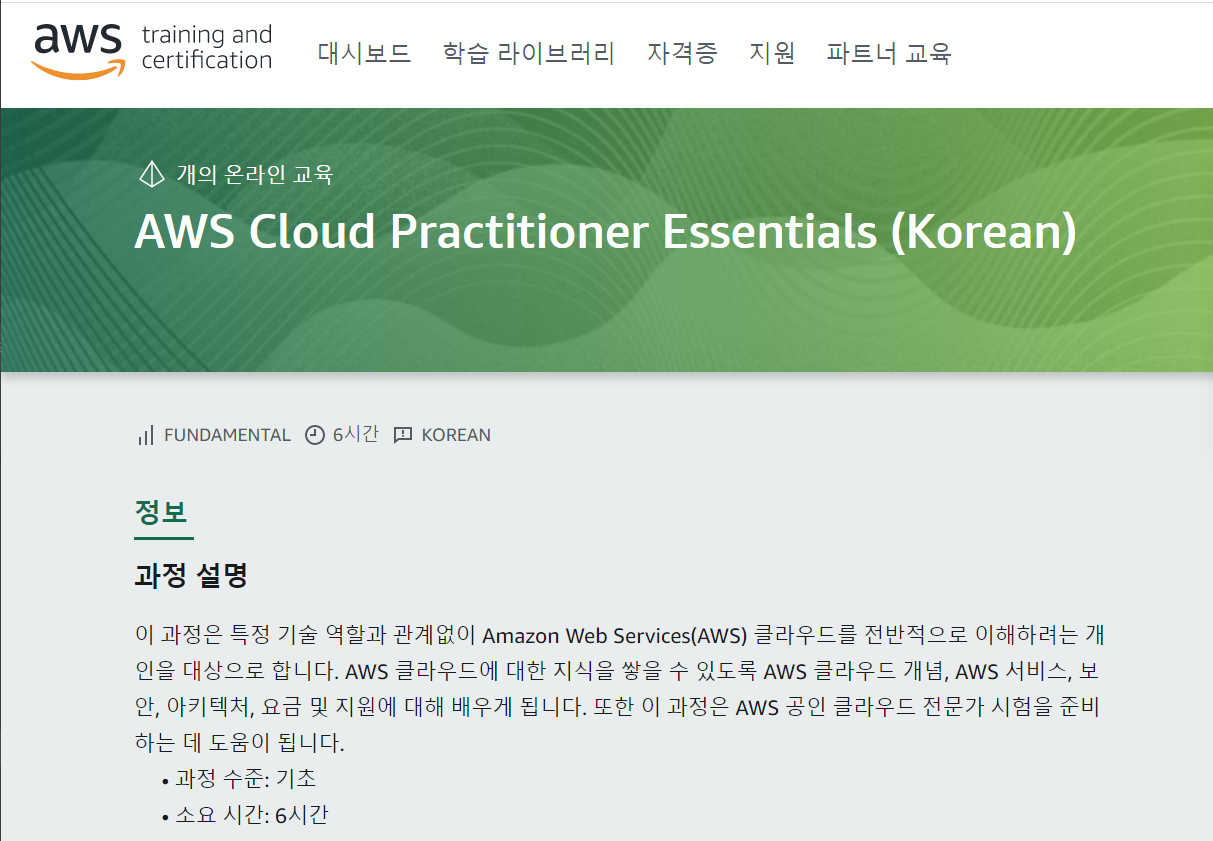 aws training and certification
대시보드 학습 라이브러리 자격증 지원 파트너 교육
개의 온라인 교육
AWS Cloud Practitioner Essentials (Korean)
FUNDAMENTAL 6시간 KOREAN
정보
과정 설명
이 과정은 특정 기술 역할과 관계없이 Amazon Web Services(AWS) 클라우드를 전반적으로 이해하려는 개
인을 대상으로 합니다. AWS 클라우드에 대한 지식을 쌓을 수 있도록 AWS 클라우드 개념, AWS 서비스, 보
안, 아키텍처, 요금 및 지원에 대해 배우게 됩니다. 또한 이 과정은 AWS 공인 클라우드 전문가 시험을 준비
하는 데 도움이 됩니다.
• 과정 수준: 기초
• 소요 시간: 6시간